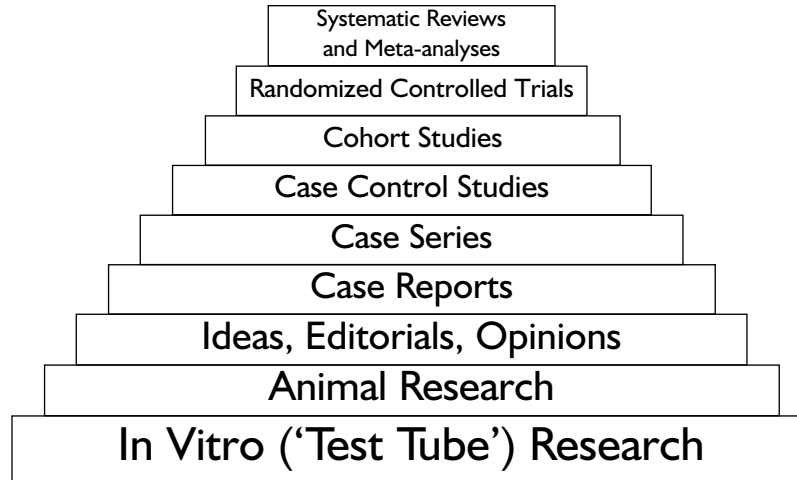 Systematic Reviews
and Meta-analyses
Randomized Controlled Trials
Cohort Studies
Case Control Studies
Case Series
Case Reports
Ideas, Editorials, Opinions
Animal Research
In Vitro (‘Test Tube’) Research